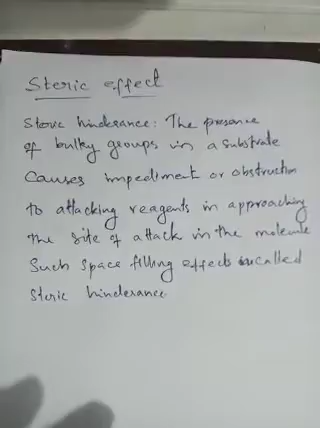 Steric effect
Steric hinderance: The presence
of bulky groups in a substrate
Causes impediment or obstruction
to attacking reagents in approaching
the site of attack in the molecule
Such space filling effects is called
steric hinderance